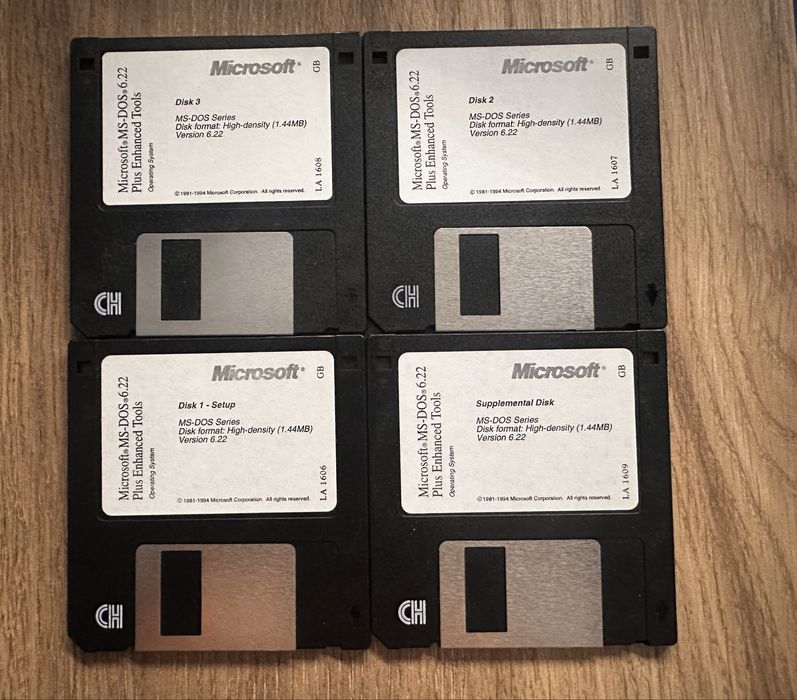 Microsoft®MS-DOS®6.22
Plus Enhanced Tools
Operating System
Microsoft®
GB
Disk 3
MS-DOS Series
Disk format: High-density (1.44MB)
Version 6.22
LA 1608
© 1981-1994 Microsoft Corporation. All rights reserved.
CH
Microsoft®MS-DOS®6.22
Plus Enhanced Tools
Operating System
Microsoft®
GB
Disk 2
MS-DOS Series
Disk format: High-density (1.44MB)
Version 6.22
LA 1607
© 1981-1994 Microsoft Corporation. All rights reserved.
CH
Microsoft®MS-DOS®6.22
Plus Enhanced Tools
Operating System
Microsoft®
GB
Disk 1 - Setup
MS-DOS Series
Disk format: High-density (1.44MB)
Version 6.22
LA 1606
© 1981-1994 Microsoft Corporation. All rights reserved.
CH
Microsoft®MS-DOS®6.22
Plus Enhanced Tools
Operating System
Microsoft®
GB
Supplemental Disk
MS-DOS Series
Disk format: High-density (1.44MB)
Version 6.22
LA 1609
© 1981-1994 Microsoft Corporation. All rights reserved.
CH